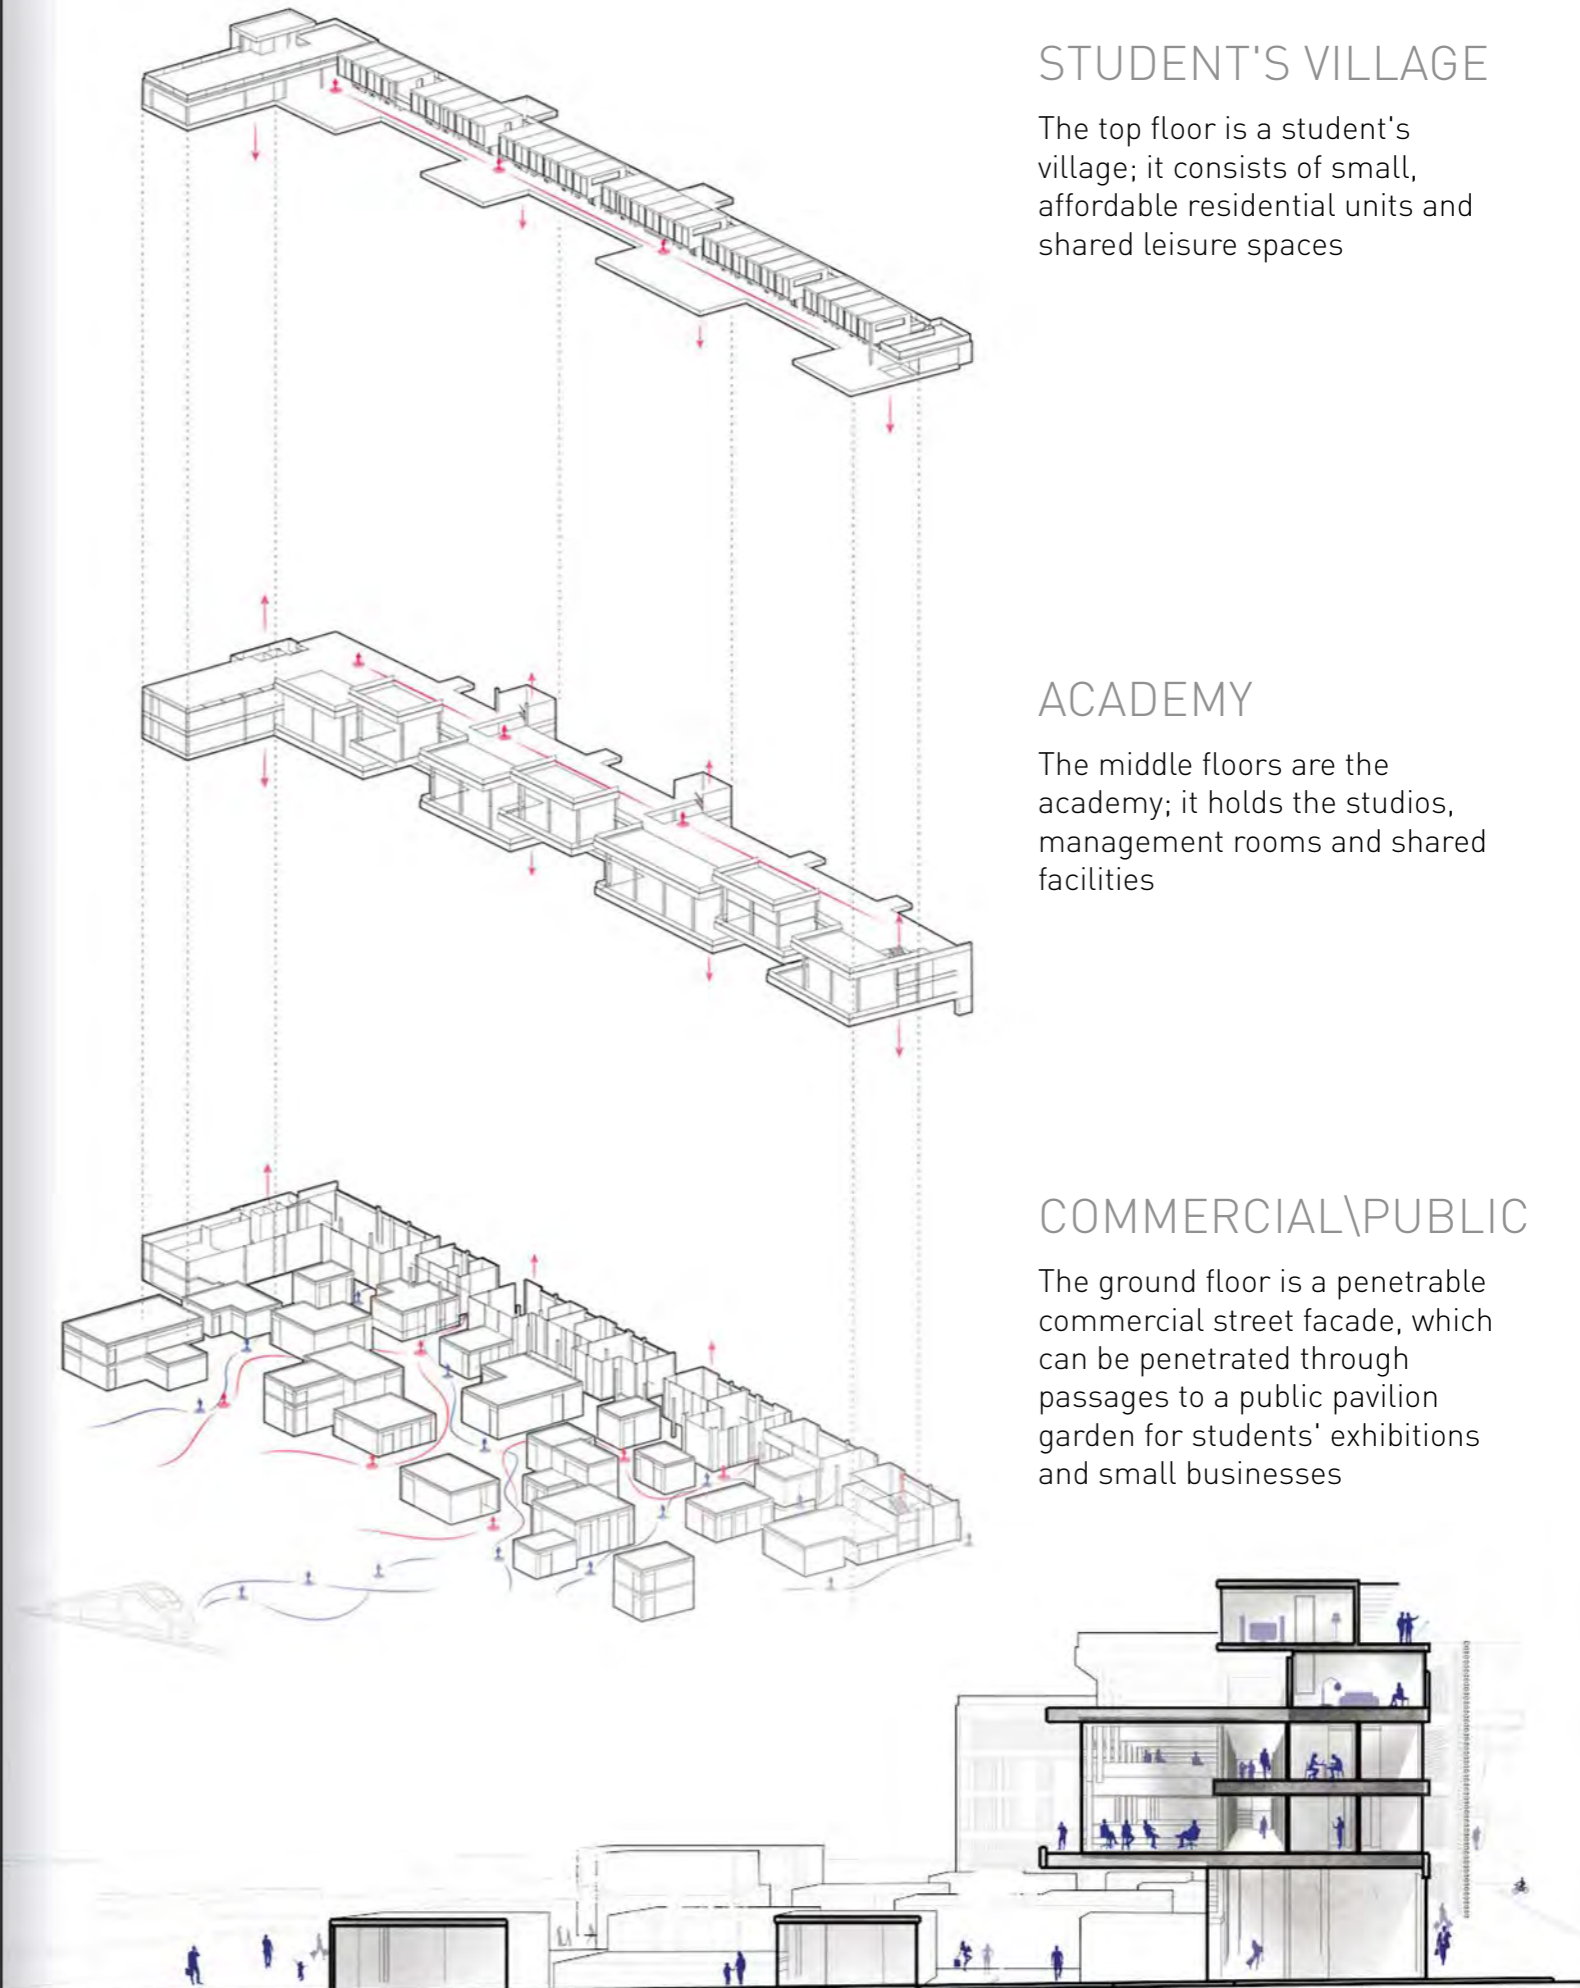 STUDENT'S VILLAGE
The top floor is a student's
village; it consists of small,
affordable residential units and
shared leisure spaces
ACADEMY
The middle floors are the
academy; it holds the studios,
management rooms and shared
facilities
COMMERCIAL\PUBLIC
The ground floor is a penetrable
commercial street facade, which
can be penetrated through
passages to a public pavilion
garden for students' exhibitions
and small businesses